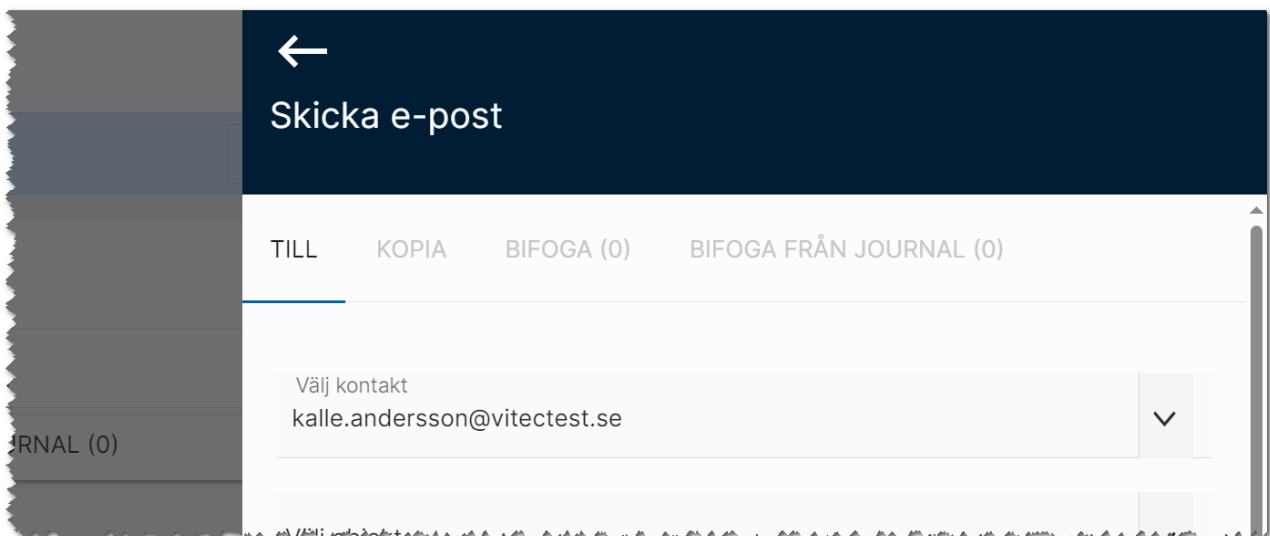 Skicka e-post
TILL KOPIA BIFOGA (0) BIFOGA FRÅN JOURNAL (0)
Välj kontakt
kalle.andersson@vitectest.se
RNAL (0)